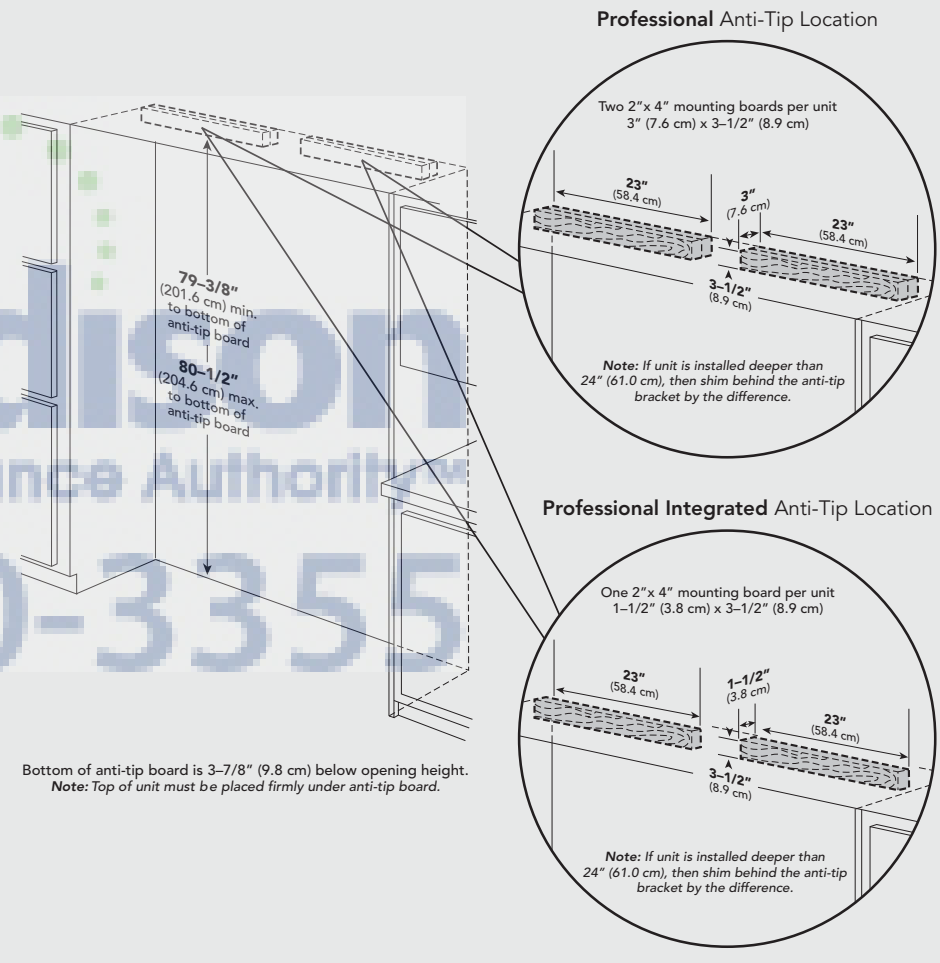 Professional Anti-Tip Location
Two 2"x 4" mounting boards per unit
3" (7.6 cm) x 3–1/2" (8.9 cm)
23"
(58.4 cm)
3"
(7.6 cm)
23"
(58.4 cm)
3–1/2"
(8.9 cm)
Note: If unit is installed deeper than
24" (61.0 cm), then shim behind the anti-tip
bracket by the difference.
79–3/8"
(201.6 cm) min.
to bottom of
anti-tip board
80–1/2"
(204.6 cm) max.
to bottom of
anti-tip board
dison
ance Authority™
0-3355
Professional Integrated Anti-Tip Location
One 2"x 4" mounting board per unit
1–1/2" (3.8 cm) x 3–1/2" (8.9 cm)
23"
(58.4 cm)
1–1/2"
(3.8 cm)
23"
(58.4 cm)
3–1/2"
(8.9 cm)
Note: If unit is installed deeper than
24" (61.0 cm), then shim behind the anti-tip
bracket by the difference.
Bottom of anti-tip board is 3–7/8" (9.8 cm) below opening height.
Note: Top of unit must be placed firmly under anti-tip board.